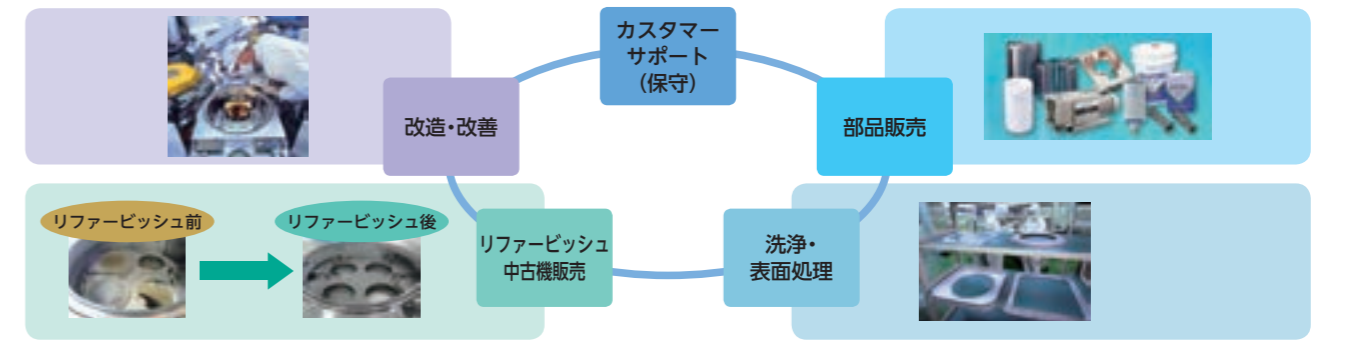 カスタマー
サポート
(保守)
改造・改善
部品販売
リファービッシュ前
リファービッシュ後
リファービッシュ
中古機販売
洗浄・
表面処理